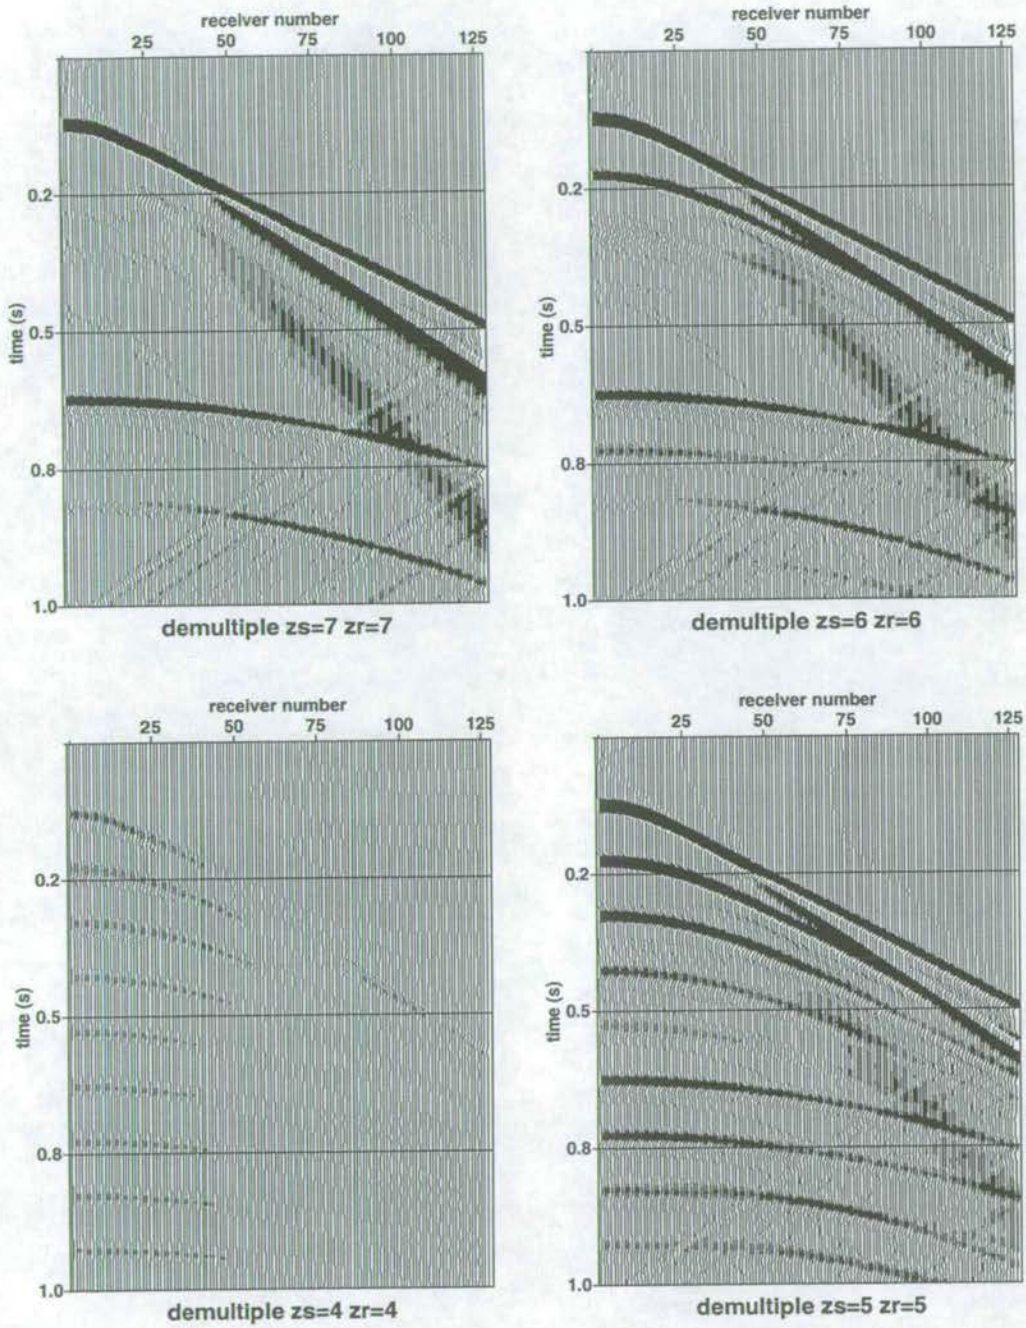 receiver number
25 50 75 100 125
0.2
0.5
0.8
1.0
time (s)
demultiple zs=7 zr=7
receiver number
25 50 75 100 125
0.2
0.5
0.8
1.0
time (s)
demultiple zs=6 zr=6
receiver number
25 50 75 100 125
0.2
0.5
0.8
1.0
time (s)
demultiple zs=4 zr=4
receiver number
25 50 75 100 125
0.2
0.5
0.8
1.0
time (s)
demultiple zs=5 zr=5